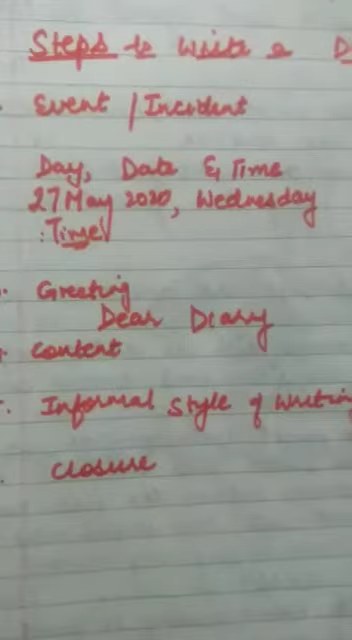 Steps to write a D
Event / Incident
Day, Date & Time
27 May 2020, Wednesday
: Time
Greeting
Dear Diary
Content
Informal Style of Writin
Closure